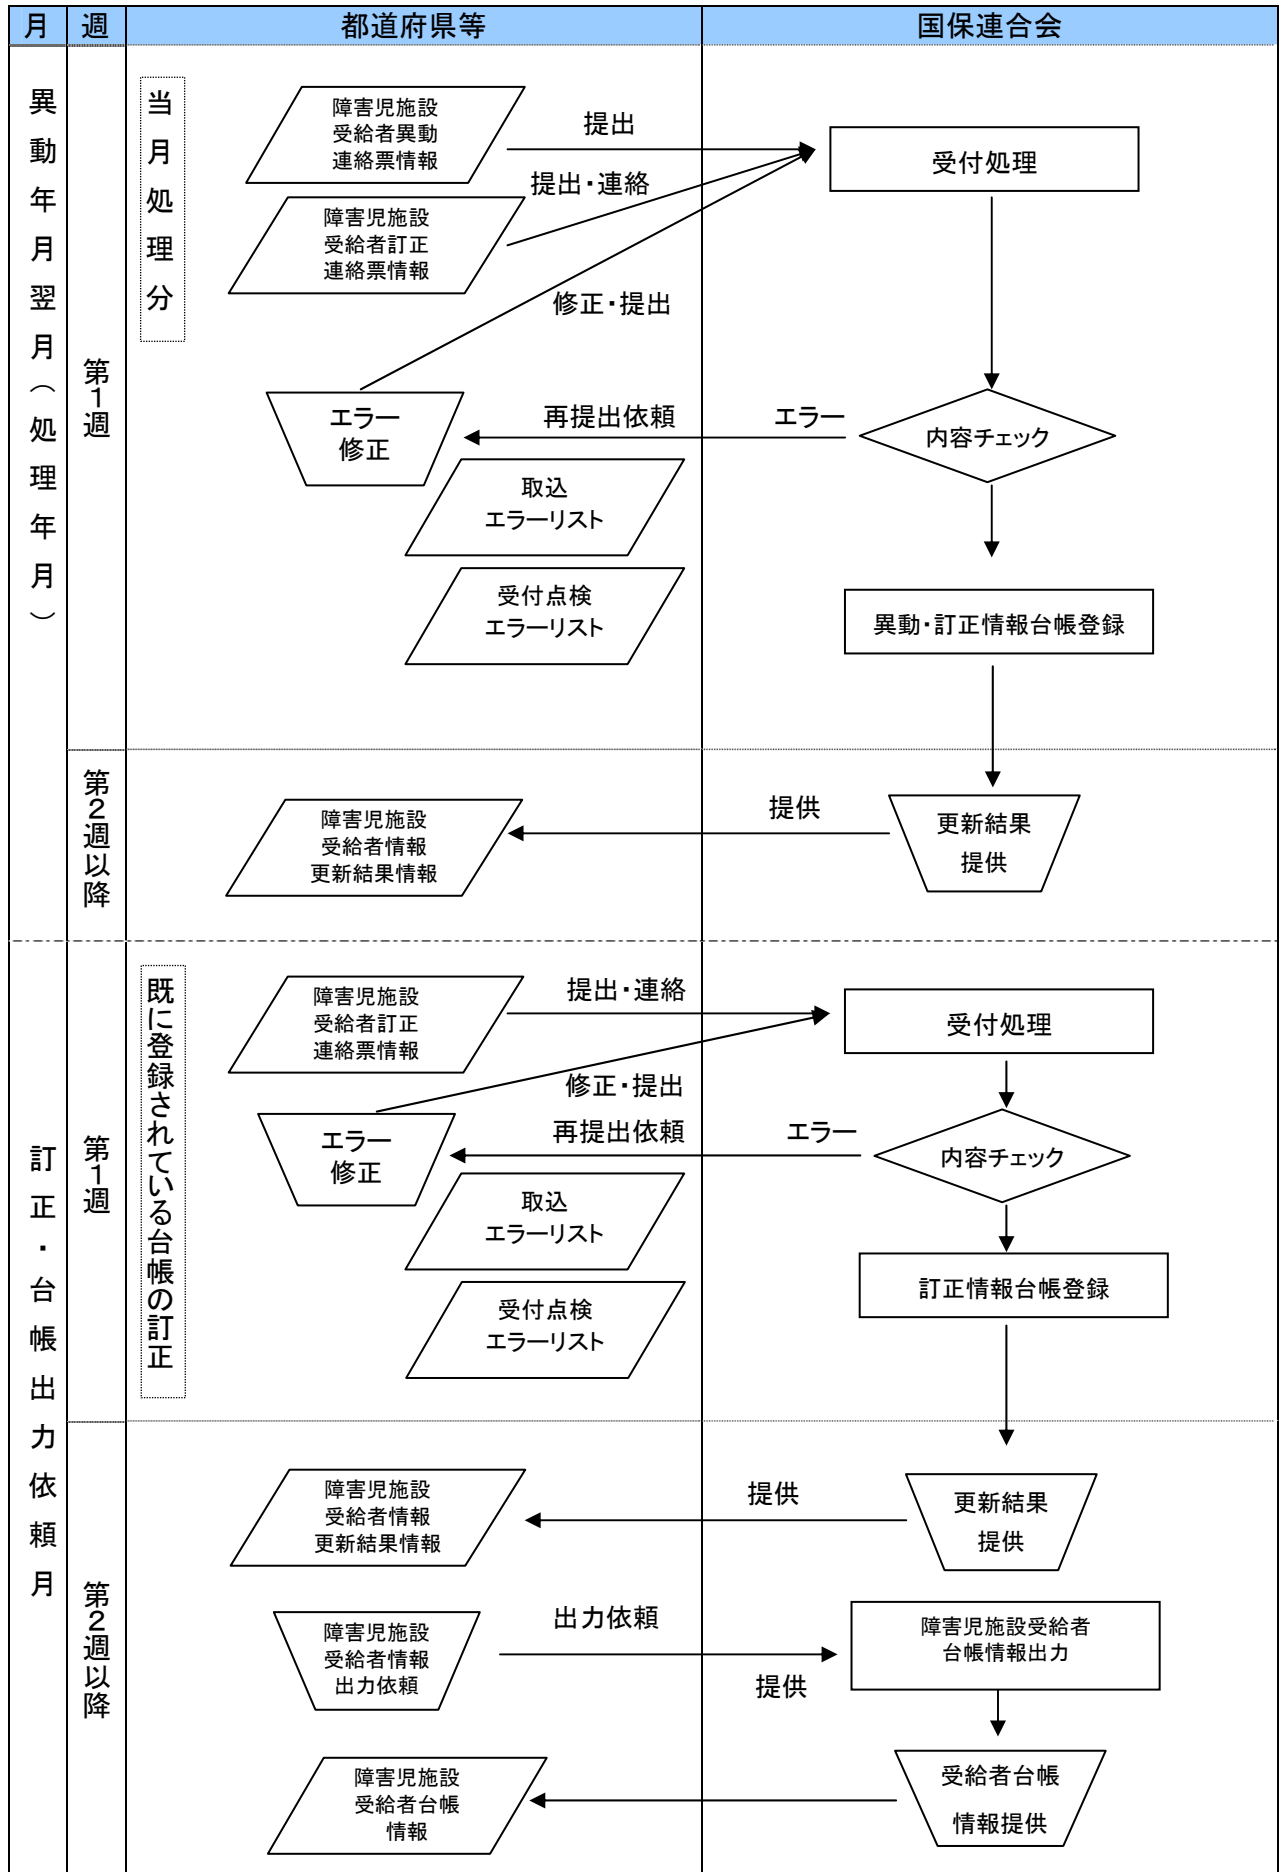 月
週
都道府県等
国保連合会
異動年月翌月（処理年月）
第1週
当月処理分
障害児施設
受給者異動
連絡票情報
提出
受付処理
提出・連絡
障害児施設
受給者訂正
連絡票情報
修正・提出
エラー
修正
再提出依頼
エラー
内容チェック
取込
エラーリスト
受付点検
エラーリスト
異動・訂正情報台帳登録
第2週以降
障害児施設
受給者情報
更新結果情報
提供
更新結果
提供
訂正・台帳出力依頼月
第1週
既に登録されている台帳の訂正
障害児施設
受給者訂正
連絡票情報
提出・連絡
受付処理
修正・提出
エラー
修正
再提出依頼
エラー
内容チェック
取込
エラーリスト
訂正情報台帳登録
受付点検
エラーリスト
第2週以降
障害児施設
受給者情報
更新結果情報
提供
更新結果
提供
障害児施設
受給者情報
出力依頼
出力依頼
障害児施設受給者
台帳情報出力
提供
障害児施設
受給者台帳
情報
受給者台帳
情報提供